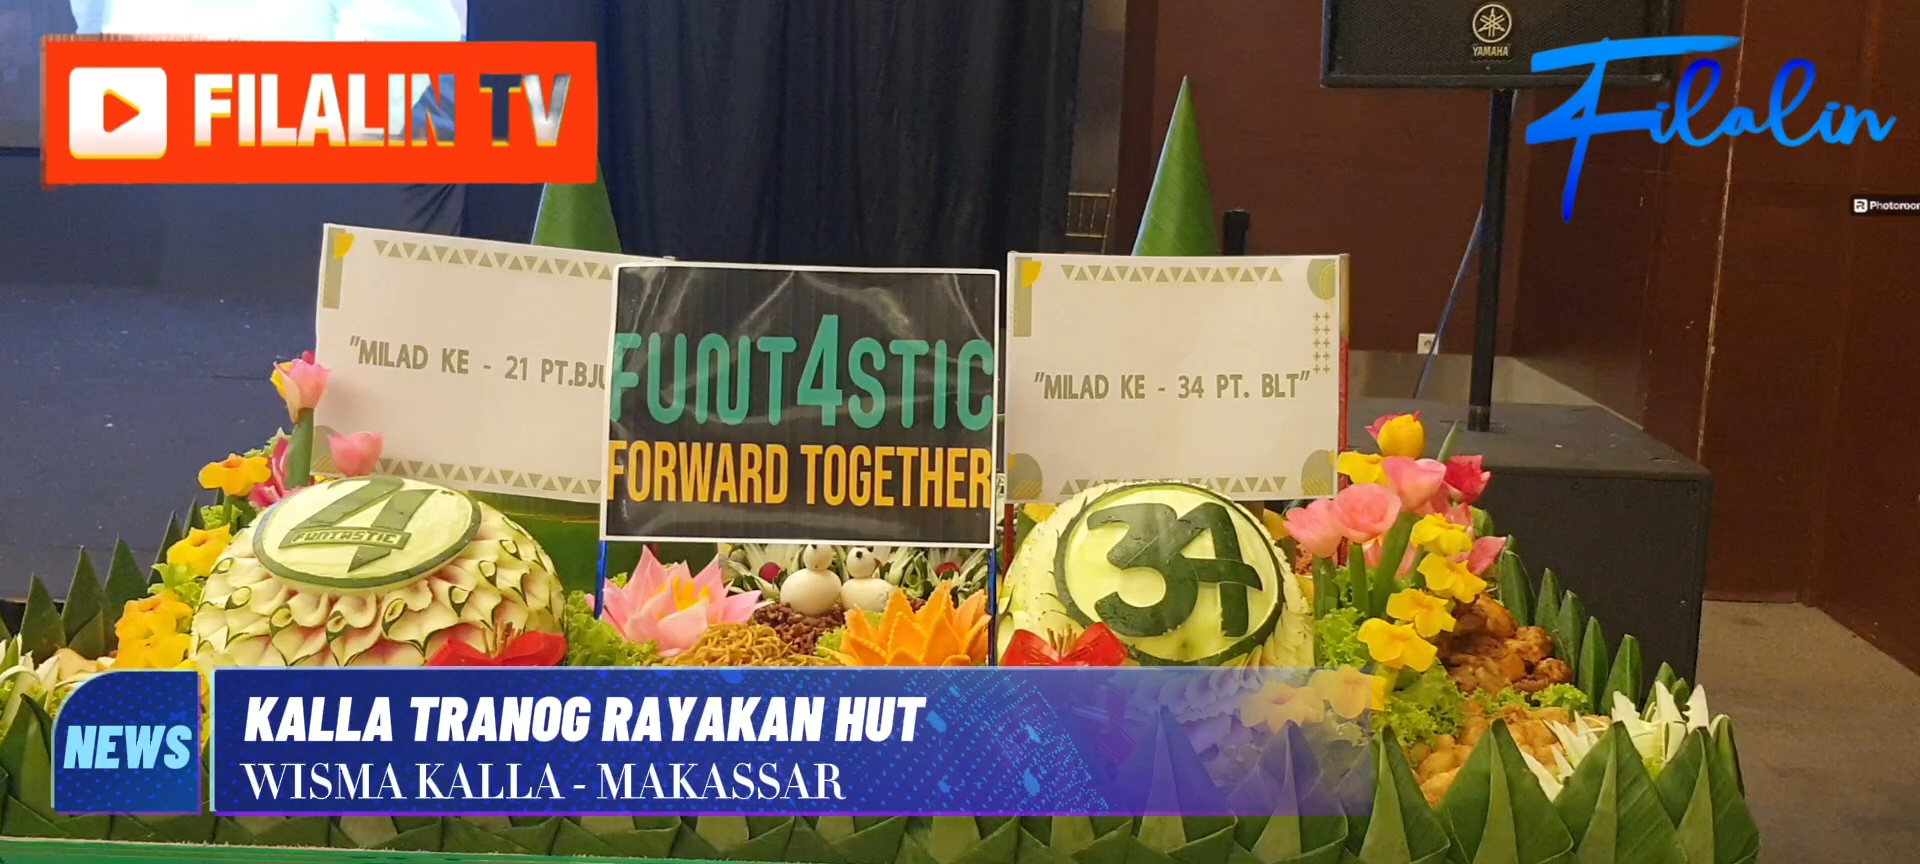 FILALIN TV
Filalin
YAMAHA
Photoroom
"MILAD KE - 21 PT.BJU
FUNT4STIC
FORWARD TOGETHER
"MILAD KE - 34 PT. BLT"
4
FUNTASTIC
34
NEWS
KALLA TRANOG RAYAKAN HUT
WISMA KALLA - MAKASSAR